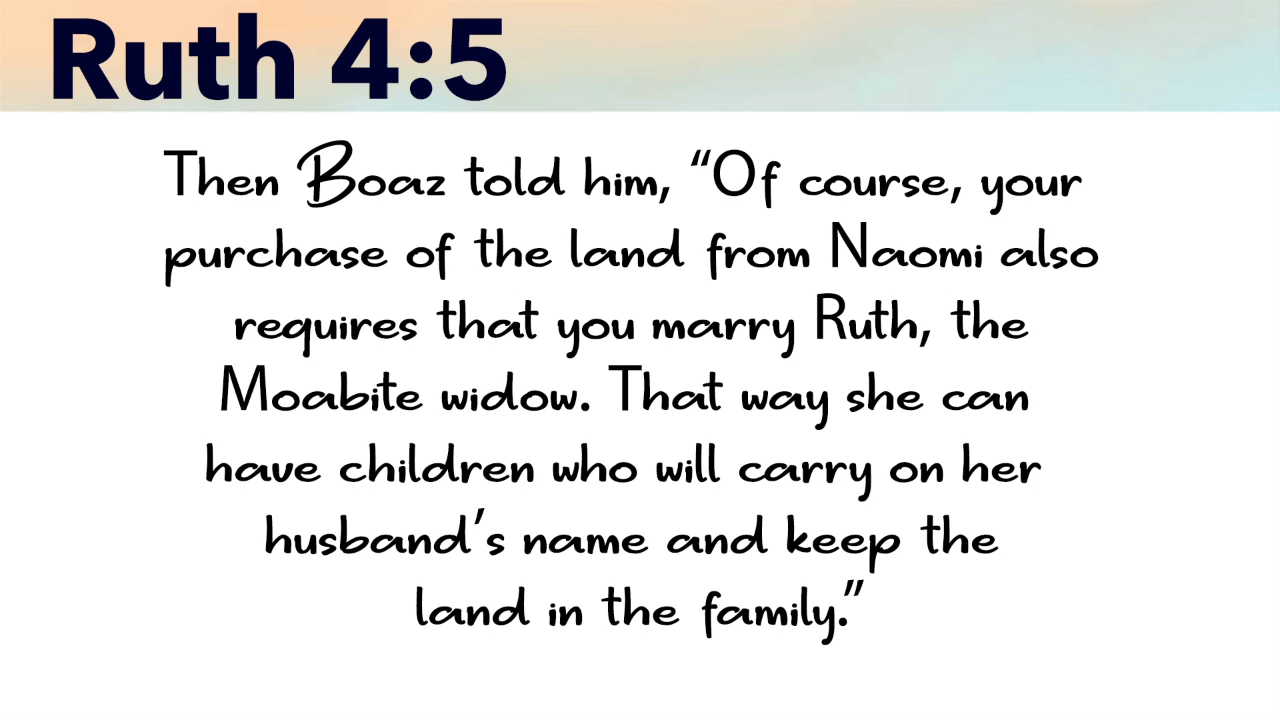 Ruth 4:5
Then Boaz told him, “Of course, your
purchase of the land from Naomi also
requires that you marry Ruth, the
Moabite widow. That way she can
have children who will carry on her
husband’s name and keep the
land in the family.”